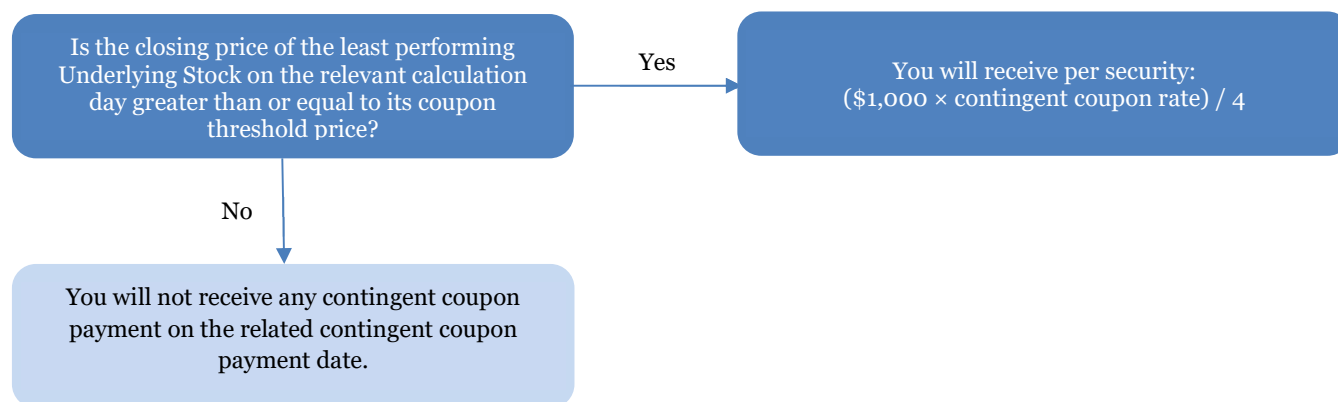 Is the closing price of the least performing
Underlying Stock on the relevant calculation
day greater than or equal to its coupon
threshold price?
Yes
You will receive per security:
($1,000 × contingent coupon rate) / 4
No
You will not receive any contingent coupon
payment on the related contingent coupon
payment date.